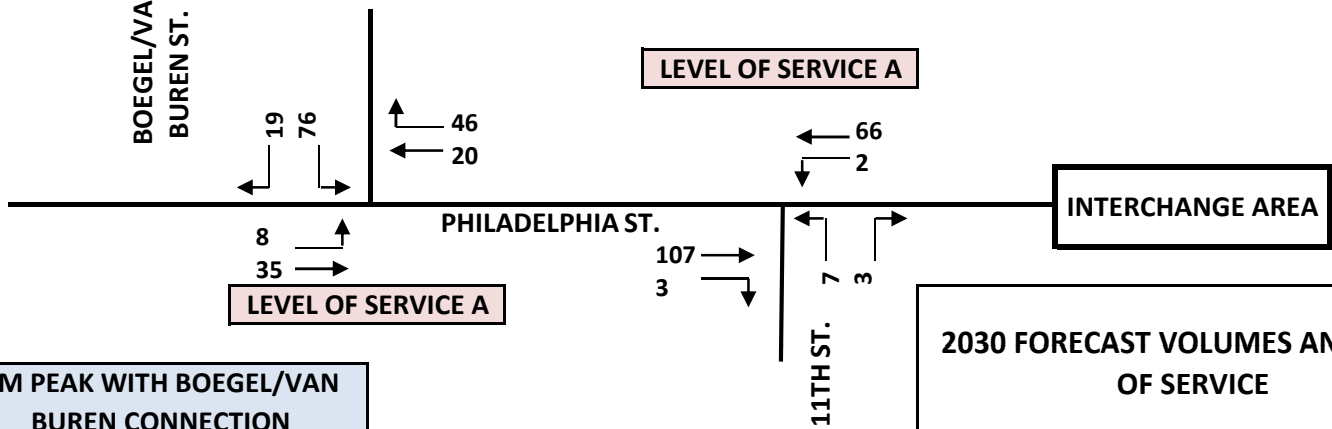 BOEGEL/VA
BUREN ST.
LEVEL OF SERVICE A
19
76
46
20
66
2
INTERCHANGE AREA
PHILADELPHIA ST.
8
35
107
3
7
3
LEVEL OF SERVICE A
11TH ST.
2030 FORECAST VOLUMES AN
OF SERVICE
M PEAK WITH BOEGEL/VAN
BUREN CONNECTION